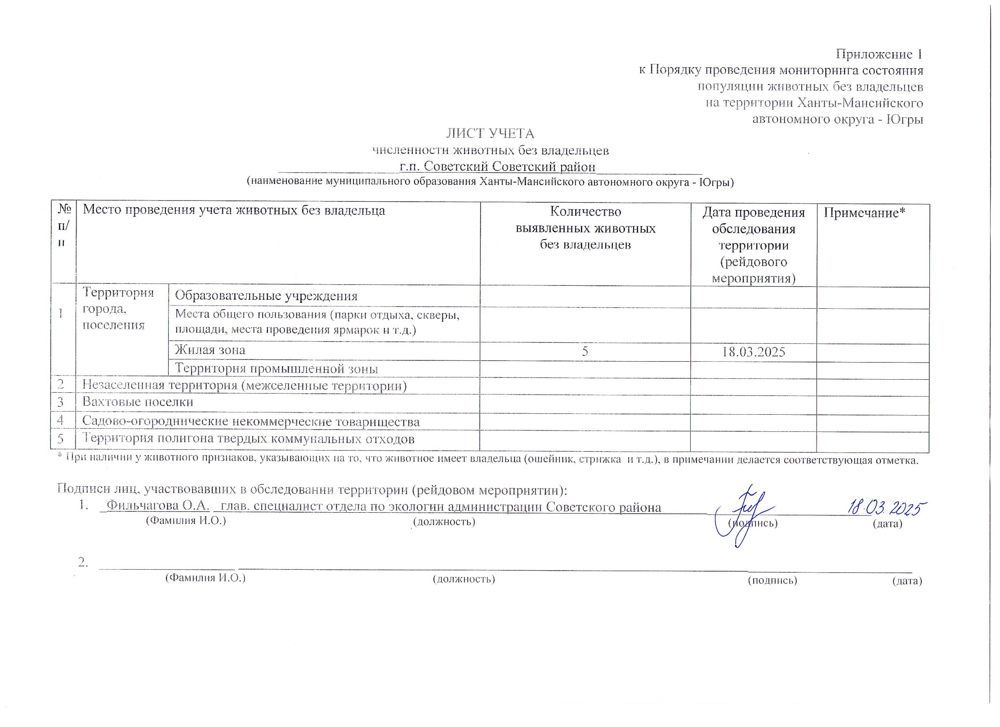 Приложение 1
к Порядку проведения мониторинга состояния
популяции животных без владельцев
на территории Ханты-Мансийского
автономного округа - Югры
ЛИСТ УЧЕТА
численности животных без владельцев
г.п. Советский Советский район
(наименование муниципального образования Ханты-Мансийского автономного округа - Югры)
№ п/п
Место проведения учета животных без владельца
Количество
выявленных животных
без владельцев
Дата проведения
обследования
территории
(рейдового
мероприятия)
Примечание*
1
Территория
города,
поселения
Образовательные учреждения
Места общего пользования (парки отдыха, скверы,
площади, места проведения ярмарок и т.д.)
Жилая зона 5 18.03.2025
Территория промышленной зоны
2 Незаселенная территория (межселенные территории)
3 Вахтовые поселки
4 Садово-огороднические некоммерческие товарищества
5 Территория полигона твердых коммунальных отходов
* При наличии у животного признаков, указывающих на то, что животное имеет владельца (ошейник, стрижка и т.д.), в примечании делается соответствующая отметка.
Подписи лиц, участвовавших в обследовании территории (рейдовом мероприятии):
1. Фильчагова О.А. глав. специалист отдела по экологии администрации Советского района 18.03.2025
(Фамилия И.О.) (должность) (подпись) (дата)
2.
(Фамилия И.О.) (должность) (подпись) (дата)